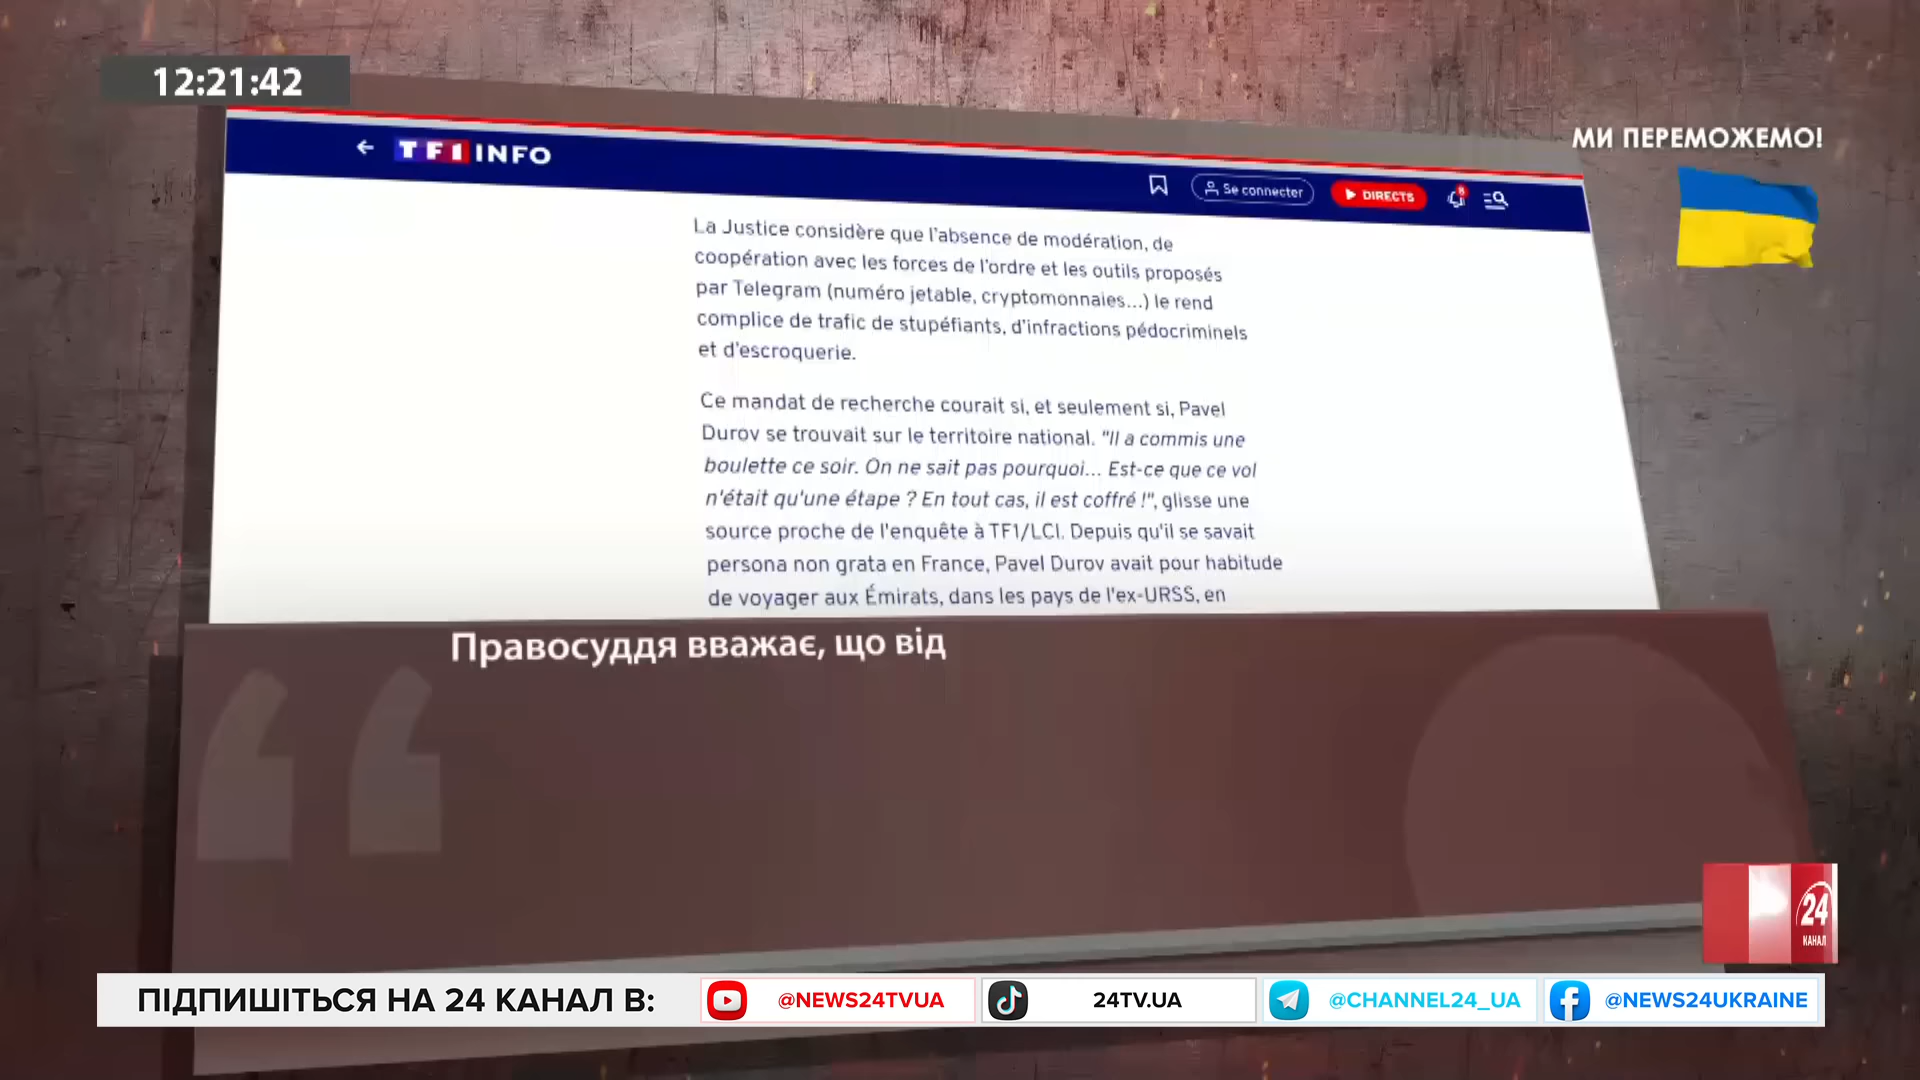 12:21:42
МИ ПЕРЕМОЖЕМО!
TF1 INFO
Se connecter
DIRECTS
8
La Justice considère que l'absence de modération, de
coopération avec les forces de l'ordre et les outils proposés
par Telegram (numéro jetable, cryptomonnaies...) le rend
complice de trafic de stupéfiants, d'infractions pédocriminels
et d'escroquerie.
Ce mandat de recherche courait si, et seulement si, Pavel
Durov se trouvait sur le territoire national. "Il a commis une
boulette ce soir. On ne sait pas pourquoi... Est-ce que ce vol
n'était qu'une étape ? En tout cas, il est coffré !", glisse une
source proche de l'enquête à TF1/LCI. Depuis qu'il se savait
persona non grata en France, Pavel Durov avait pour habitude
de voyager aux Émirats, dans les pays de l'ex-URSS, en
Правосуддя вважає, що від
24
КАНАЛ
ПІДПИШІТЬСЯ НА 24 КАНАЛ В:
@NEWS24TVUA
24TV.UA
@CHANNEL24_UA
@NEWS24UKRAINE